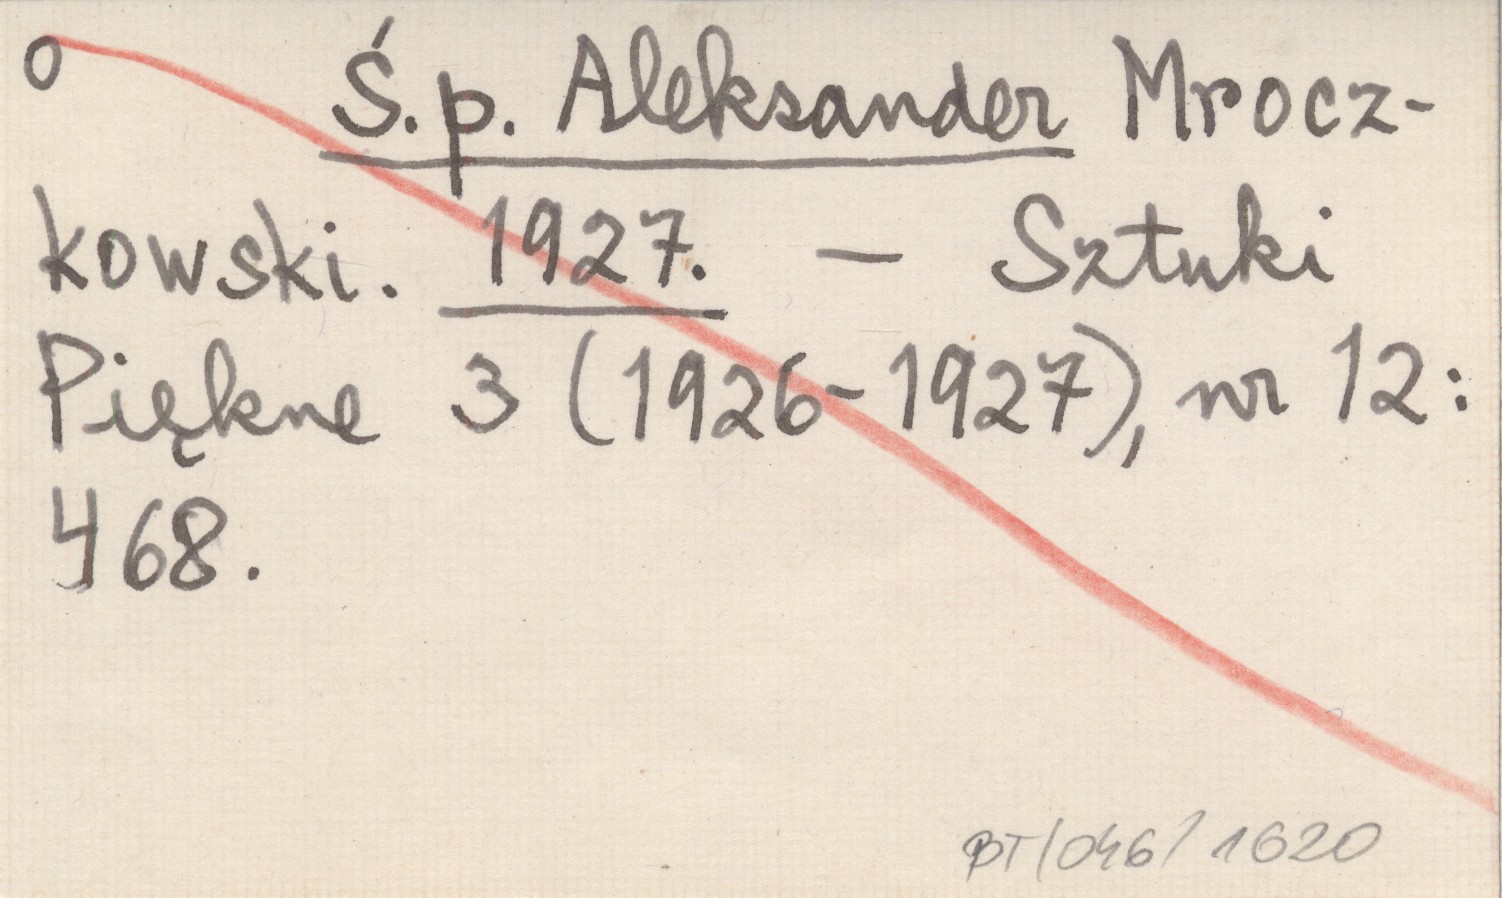 O Ś.p. Aleksander Mrocz-
kowski. 1927. — Sztuki
Piękne 3 (1926-1927), nr 12:
468.
BT/046/1620